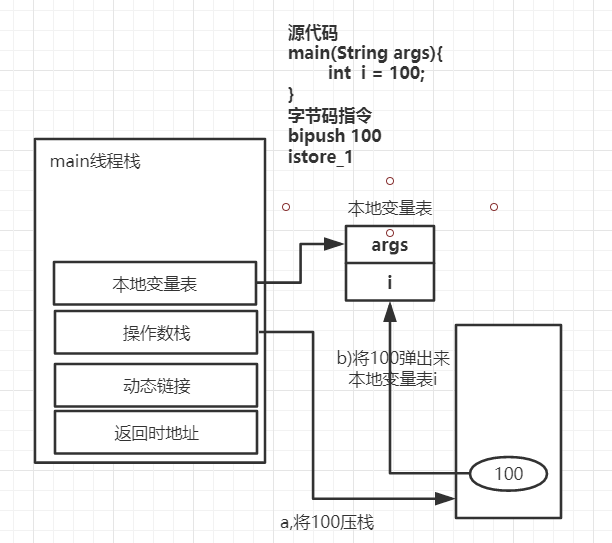 源代码
main(String args){
int i = 100;
}
字节码指令
bipush 100
istore_1
main线程栈
本地变量表
args
i
本地变量表
操作数栈
动态链接
返回时地址
b)将100弹出来
本地变量表i
100
a,将100压栈